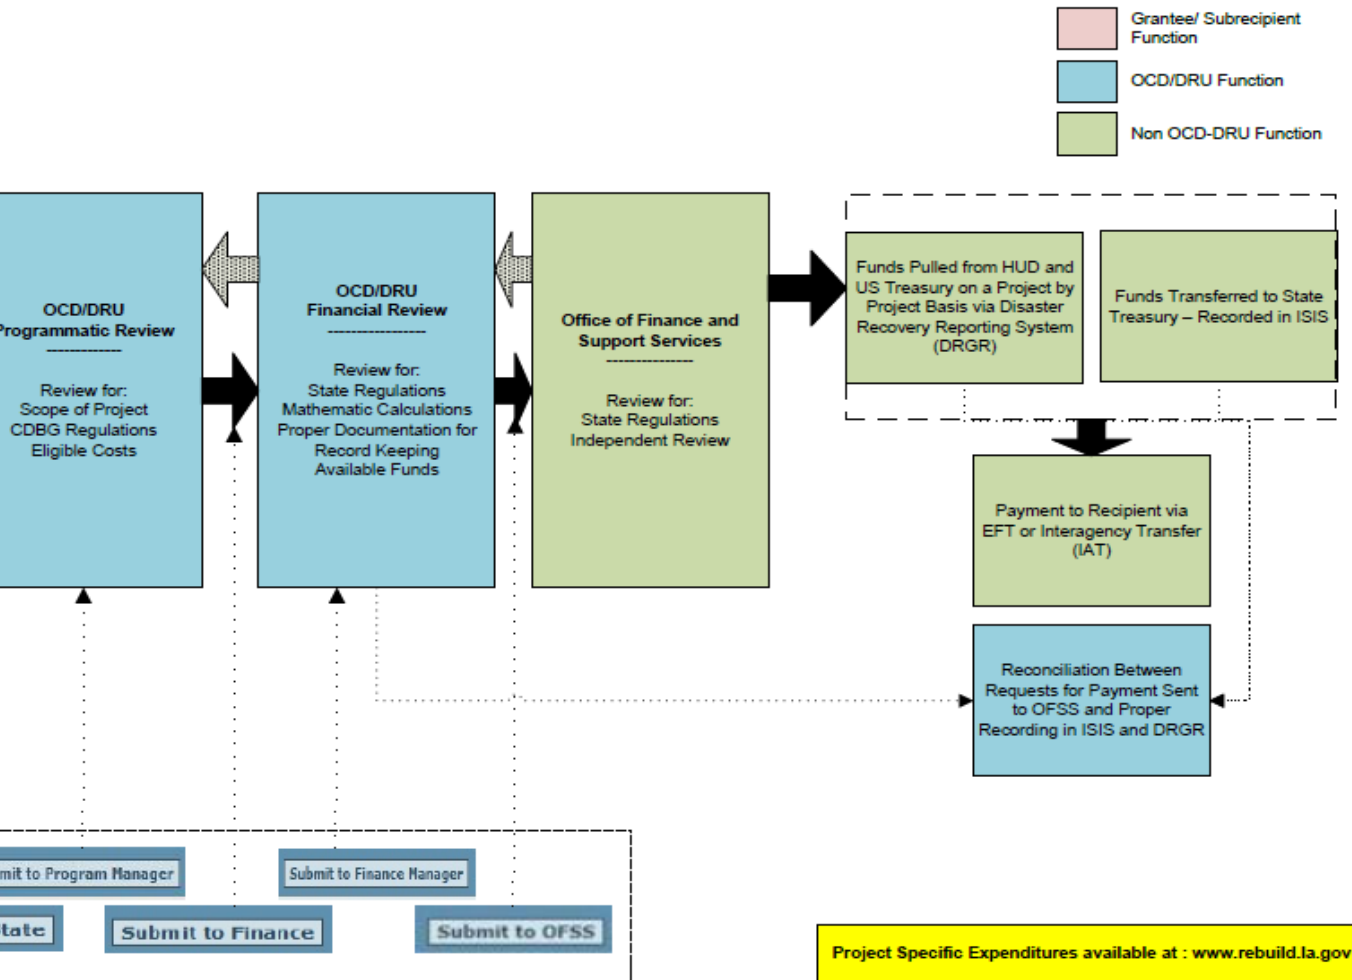 Grantee/ Subrecipient
Function
OCD/DRU Function
Non OCD-DRU Function
OCD/DRU
Programmatic Review
-------------
Review for:
Scope of Project
CDBG Regulations
Eligible Costs
OCD/DRU
Financial Review
-----------------
Review for:
State Regulations
Mathematic Calculations
Proper Documentation for
Record Keeping
Available Funds
Office of Finance and
Support Services
---------------
Review for:
State Regulations
Independent Review
Funds Pulled from HUD and
US Treasury on a Project by
Project Basis via Disaster
Recovery Reporting System
(DRGR)
Funds Transferred to State
Treasury – Recorded in ISIS
Payment to Recipient via
EFT or Interagency Transfer
(IAT)
Reconciliation Between
Requests for Payment Sent
to OFSS and Proper
Recording in ISIS and DRGR
mit to Program Manager
Submit to Finance Manager
tate
Submit to Finance
Submit to OFSS
Project Specific Expenditures available at : www.rebuild.la.gov